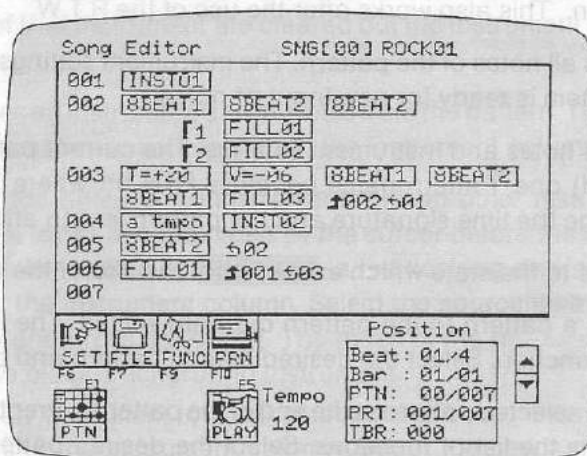 Song Editor SNG[00] ROCK01
001 INST01
002 8BEAT1 8BEAT2 8BEAT2
1 FILL01
2 FILL02
003 T=+20 V=-06 8BEAT1 8BEAT2
8BEAT1 FILL03 002 01
004 a tmpo INST02
005 8BEAT2 02
006 FILL01 001 03
007
SET FILE FUNC PRN
F6 F7 F9 F10
F1 F5
PTN PLAY
Tempo
120
Position
Beat: 01/4
Bar : 01/01
PTN: 00/007
PRT: 001/007
TBR: 000